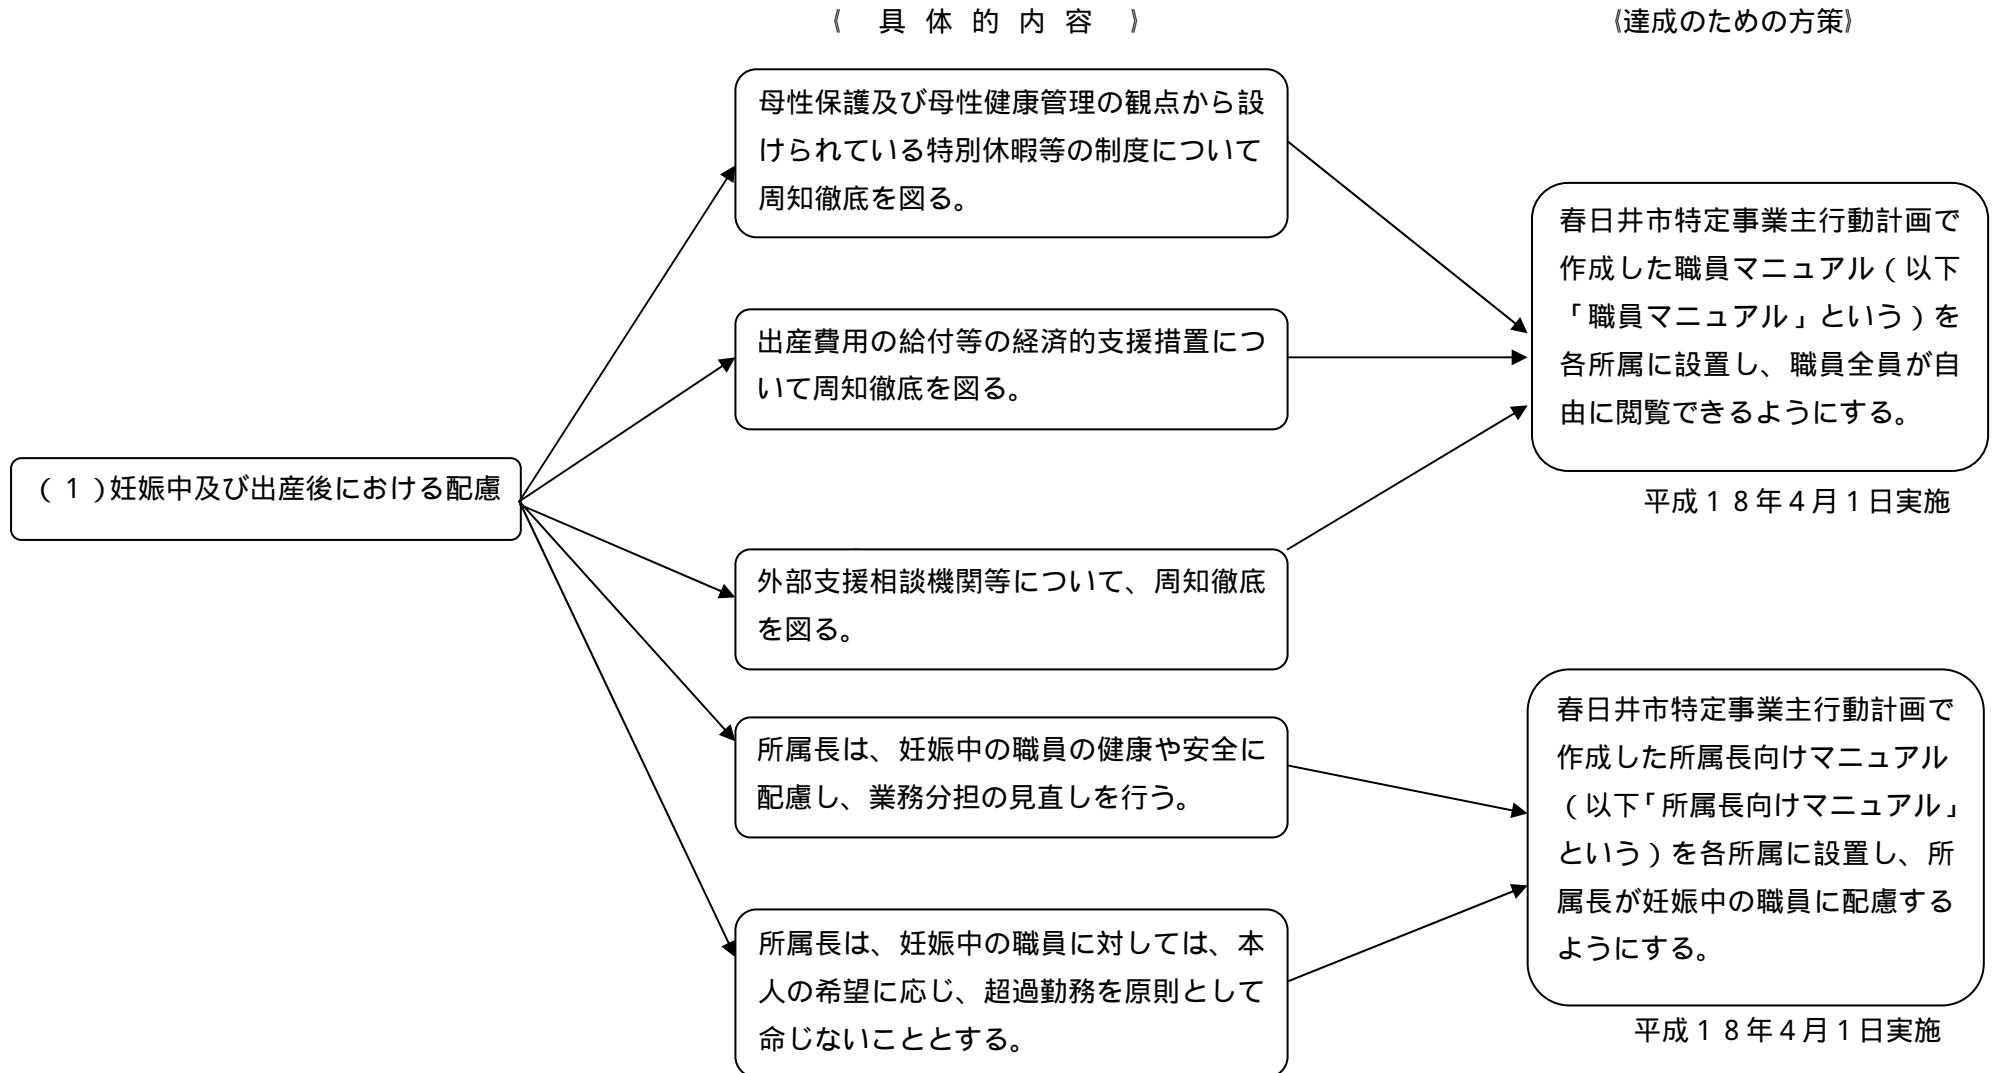 《 具 体 的 内 容 》
《達成のための方策》
母性保護及び母性健康管理の観点から設
けられている特別休暇等の制度について
周知徹底を図る。
春日井市特定事業主行動計画で
作成した職員マニュアル(以下
「職員マニュアル」という)を
各所属に設置し、職員全員が自
由に閲覧できるようにする。
平成18年4月1日実施
出産費用の給付等の経済的支援措置につ
いて周知徹底を図る。
(1)妊娠中及び出産後における配慮
外部支援相談機関等について、周知徹底
を図る。
所属長は、妊娠中の職員の健康や安全に
配慮し、業務分担の見直しを行う。
春日井市特定事業主行動計画で
作成した所属長向けマニュアル
(以下「所属長向けマニュアル」
という)を各所属に設置し、所
属長が妊娠中の職員に配慮する
ようにする。
平成18年4月1日実施
所属長は、妊娠中の職員に対しては、本
人の希望に応じ、超過勤務を原則として
命じないこととする。